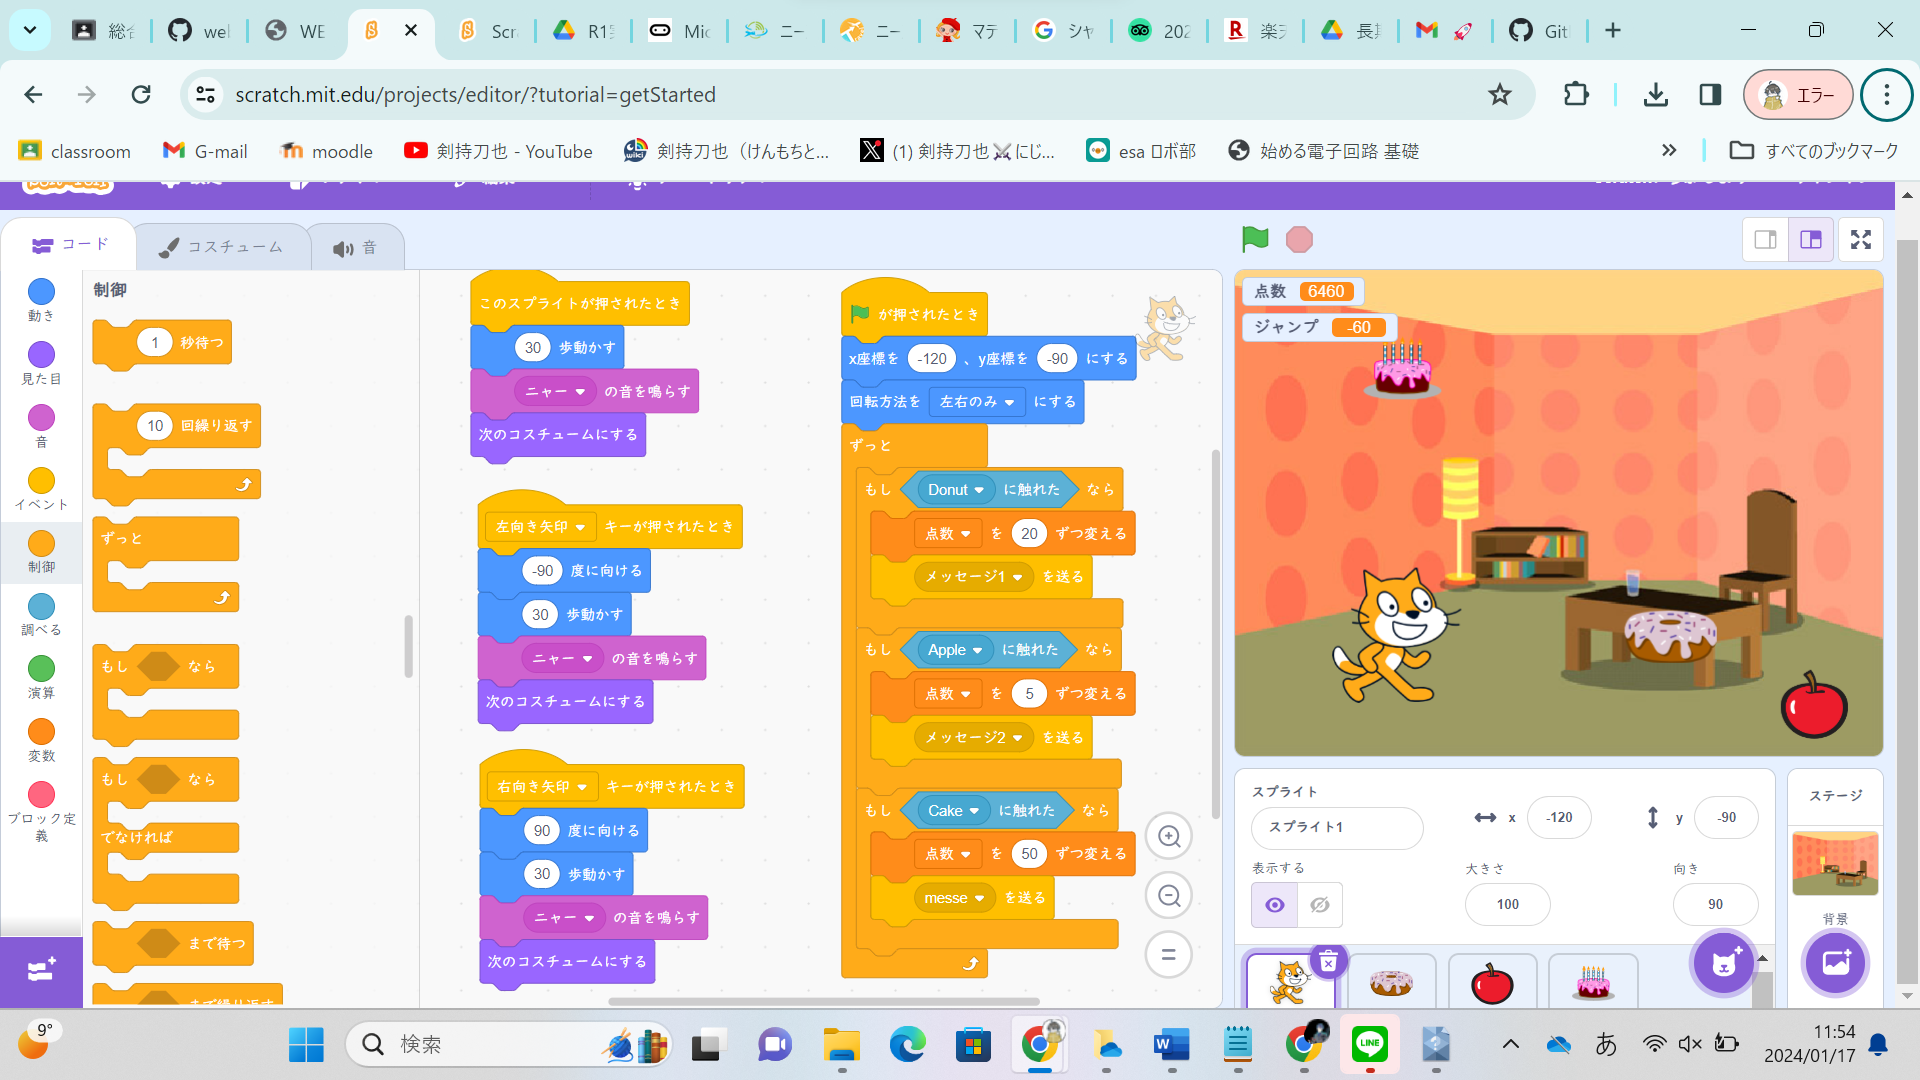 総合
wel
WE
Scr
R1実
Mic
ニー
ニー
マテ
シャ
202
楽天
長期
Git
scratch.mit.edu/projects/editor/?tutorial=getStarted
エラー
classroom
G-mail
moodle
剣持刀也 - YouTube
剣持刀也（けんもちと...
(1) 剣持刀也⚔にじ...
esa ロボ部
始める電子回路 基礎
»
すべてのブックマーク
コード
コスチューム
音
動き
見た目
音
イベント
制御
調べる
演算
変数
ブロック定義
制御
1 秒待つ
10 回繰り返す
ずっと
もし なら
もし なら
でなければ
まで待つ
まで繰り返す
このスプライトが押されたとき
30 歩動かす
ニャー の音を鳴らす
次のコスチュームにする
左向き矢印 キーが押されたとき
-90 度に向ける
30 歩動かす
ニャー の音を鳴らす
次のコスチュームにする
右向き矢印 キーが押されたとき
90 度に向ける
30 歩動かす
ニャー の音を鳴らす
次のコスチュームにする
が押されたとき
x座標を -120 、y座標を -90 にする
回転方法を 左右のみ にする
ずっと
もし Donut に触れた なら
点数 を 20 ずつ変える
メッセージ1 を送る
もし Apple に触れた なら
点数 を 5 ずつ変える
メッセージ2 を送る
もし Cake に触れた なら
点数 を 50 ずつ変える
messe を送る
点数 6460
ジャンプ -60
スプライト
スプライト1
x -120
y -90
表示する
大きさ
100
向き
90
ステージ
背景
9°
検索
あ
11:54
2024/01/17